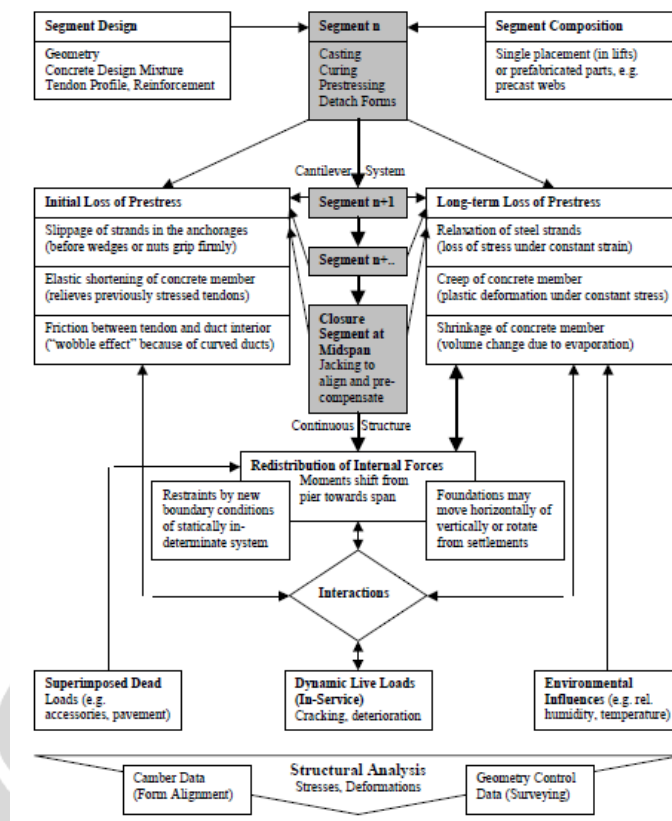 Segment Design
Geometry
Concrete Design Mixture
Tendon Profile, Reinforcement
Segment n
Casting
Curing
Prestressing
Detach Forms
Segment Composition
Single placement (in lifts)
or prefabricated parts, e.g.
precast webs
Cantilever System
Initial Loss of Prestress
Slippage of strands in the anchorages
(before wedges or nuts grip firmly)
Elastic shortening of concrete member
(relieves previously stressed tendons)
Friction between tendon and duct interior
(“wobble effect” because of curved ducts)
Segment n+1
Segment n+..
Closure
Segment at
Midspan
Jacking to
align and pre-
compensate
Long-term Loss of Prestress
Relaxation of steel strands
(loss of stress under constant strain)
Creep of concrete member
(plastic deformation under constant stress)
Shrinkage of concrete member
(volume change due to evaporation)
Continuous Structure
Redistribution of Internal Forces
Moments shift from
pier towards span
Restraints by new
boundary conditions
of statically in-
determinate system
Foundations may
move horizontally of
vertically or rotate
from settlements
Interactions
Superimposed Dead
Loads (e.g.
accessories, pavement)
Dynamic Live Loads
(In-Service)
Cracking, deterioration
Environmental
Influences (e.g. rel.
humidity, temperature)
Structural Analysis
Stresses, Deformations
Camber Data
(Form Alignment)
Geometry Control
Data (Surveying)